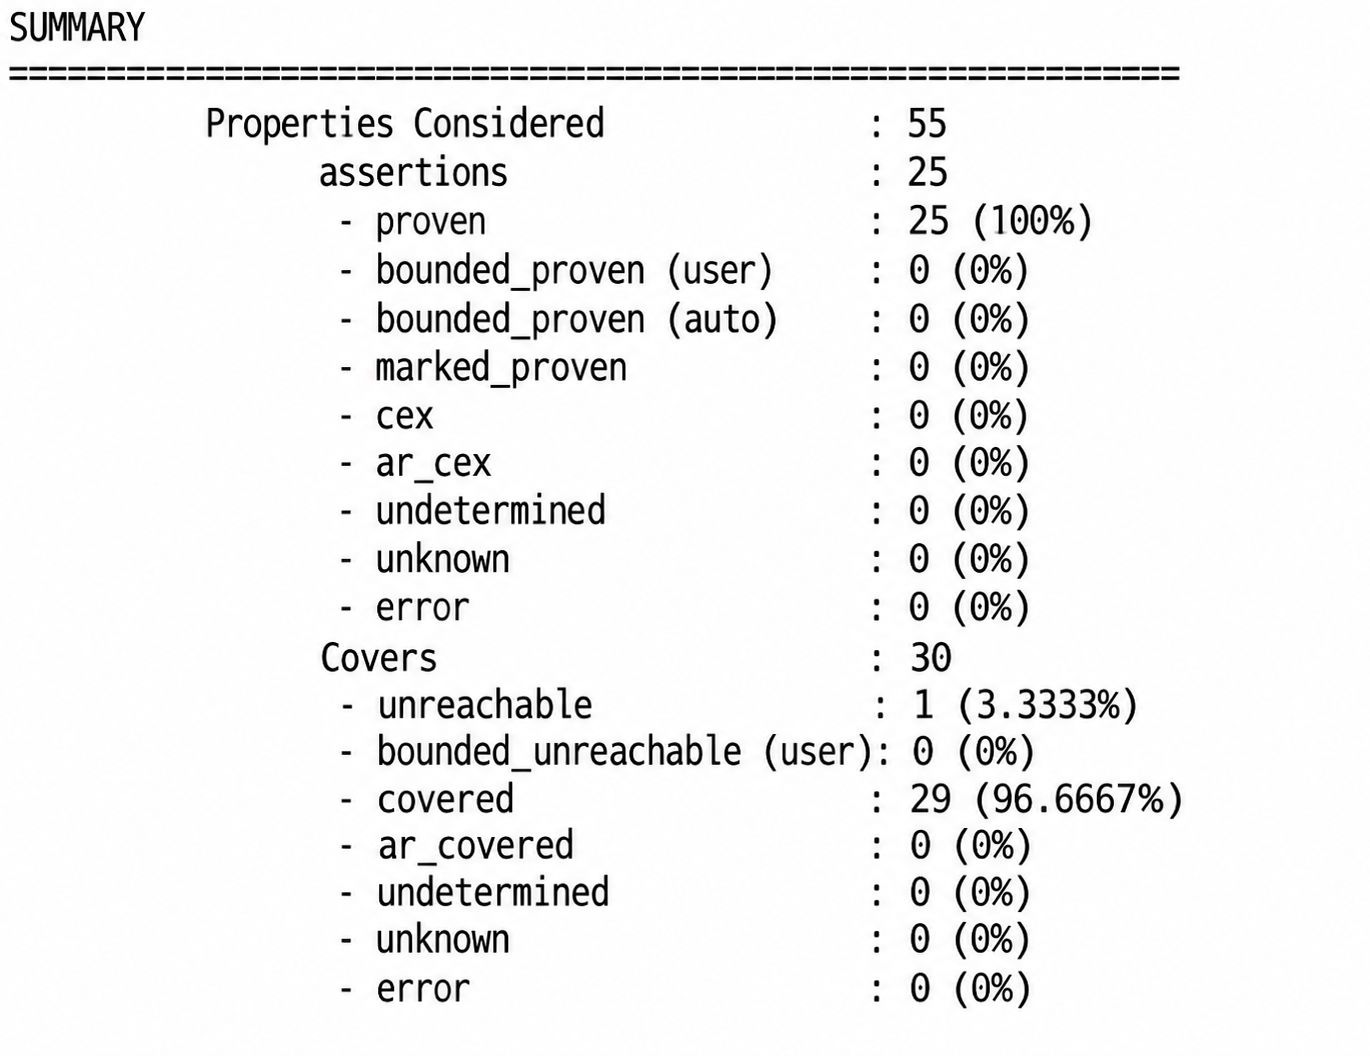 SUMMARY
==============================================================
Properties Considered : 55
assertions : 25
- proven : 25 (100%)
- bounded_proven (user) : 0 (0%)
- bounded_proven (auto) : 0 (0%)
- marked_proven : 0 (0%)
- cex : 0 (0%)
- ar_cex : 0 (0%)
- undetermined : 0 (0%)
- unknown : 0 (0%)
- error : 0 (0%)
Covers : 30
- unreachable : 1 (3.3333%)
- bounded_unreachable (user): 0 (0%)
- covered : 29 (96.6667%)
- ar_covered : 0 (0%)
- undetermined : 0 (0%)
- unknown : 0 (0%)
- error : 0 (0%)